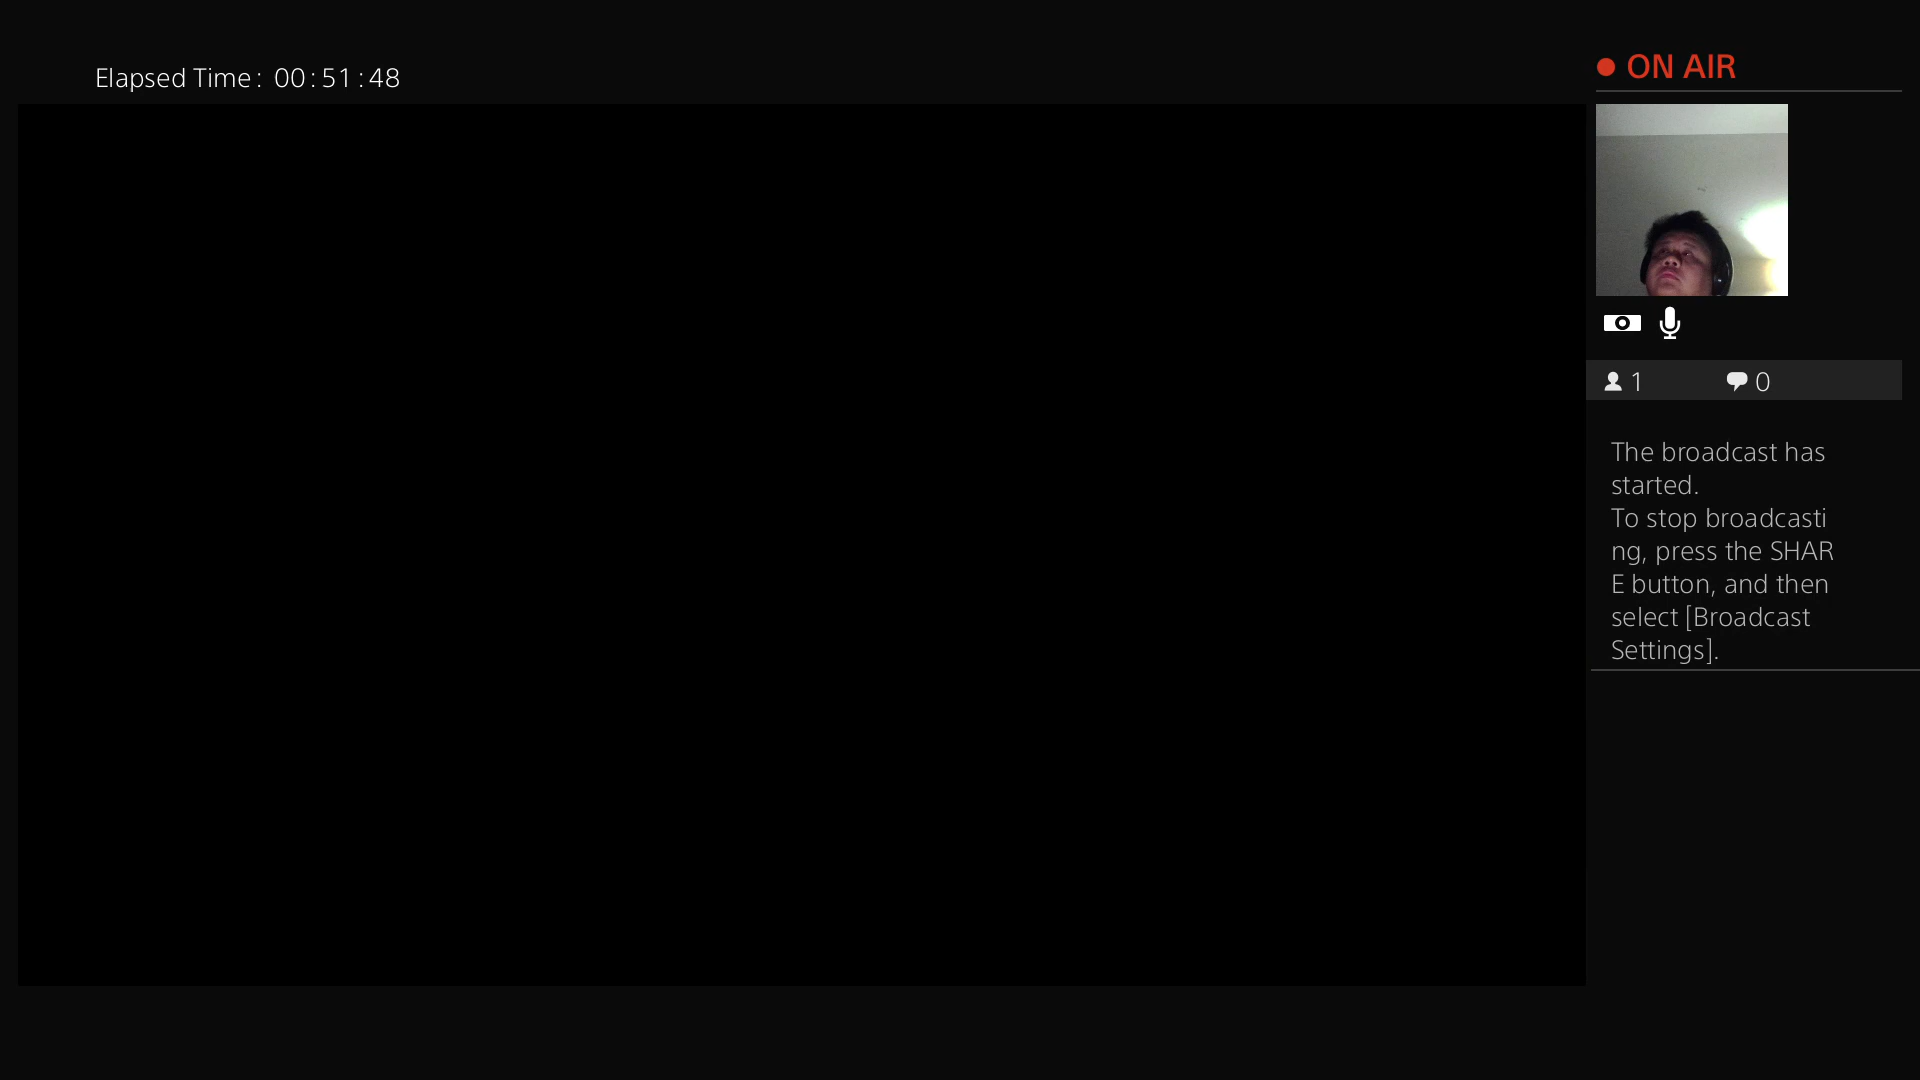 Elapsed Time: 00:51:48
ON AIR
1 0
The broadcast has
started.
To stop broadcasti
ng, press the SHAR
E button, and then
select [Broadcast
Settings].